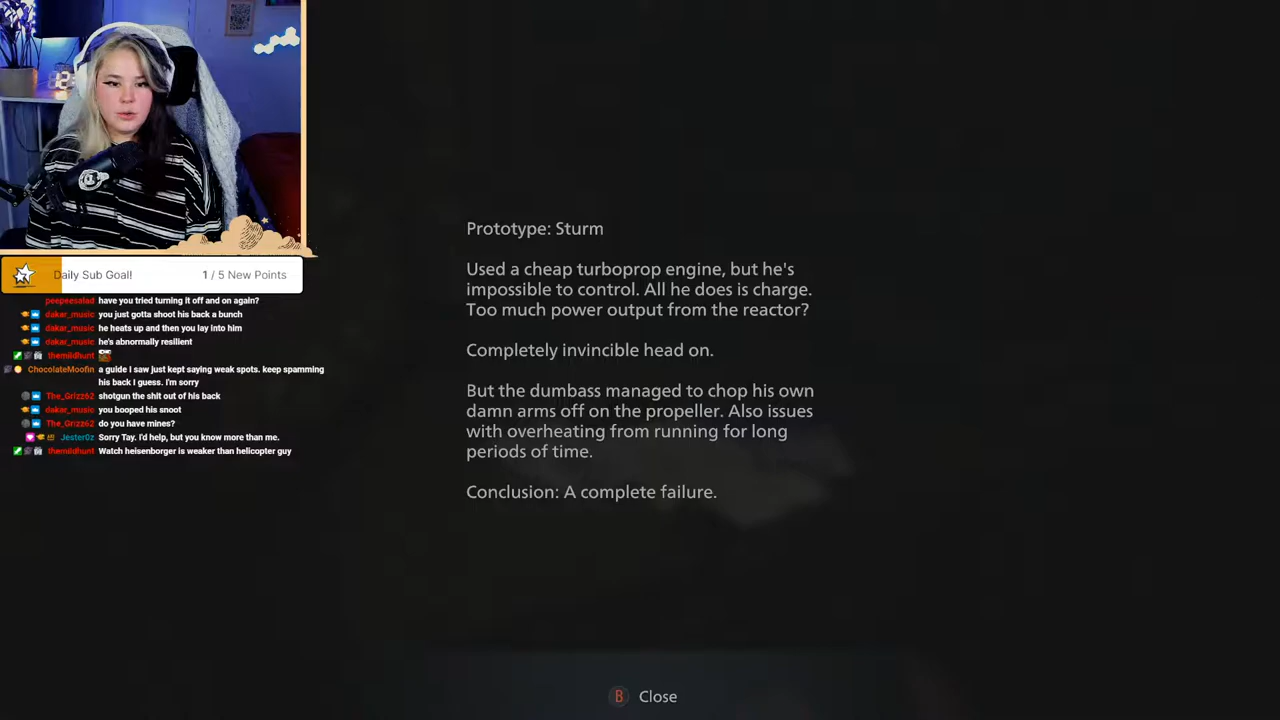 Daily Sub Goal! 1 / 5 New Points
peepeesalad have you tried turning it off and on again?
dakar_music you just gotta shoot his back a bunch
dakar_music he heats up and then you lay into him
dakar_music he's abnormally resilient
themildhunt
ChocolateMoofin a guide I saw just kept saying weak spots. keep spamming
his back I guess. I'm sorry
The_Grizz62 shotgun the shit out of his back
dakar_music you booped his snoot
The_Grizz62 do you have mines?
Jester0z Sorry Tay. I'd help, but you know more than me.
themildhunt Watch heisenborger is weaker than helicopter guy
Prototype: Sturm
Used a cheap turboprop engine, but he's
impossible to control. All he does is charge.
Too much power output from the reactor?
Completely invincible head on.
But the dumbass managed to chop his own
damn arms off on the propeller. Also issues
with overheating from running for long
periods of time.
Conclusion: A complete failure.
B Close